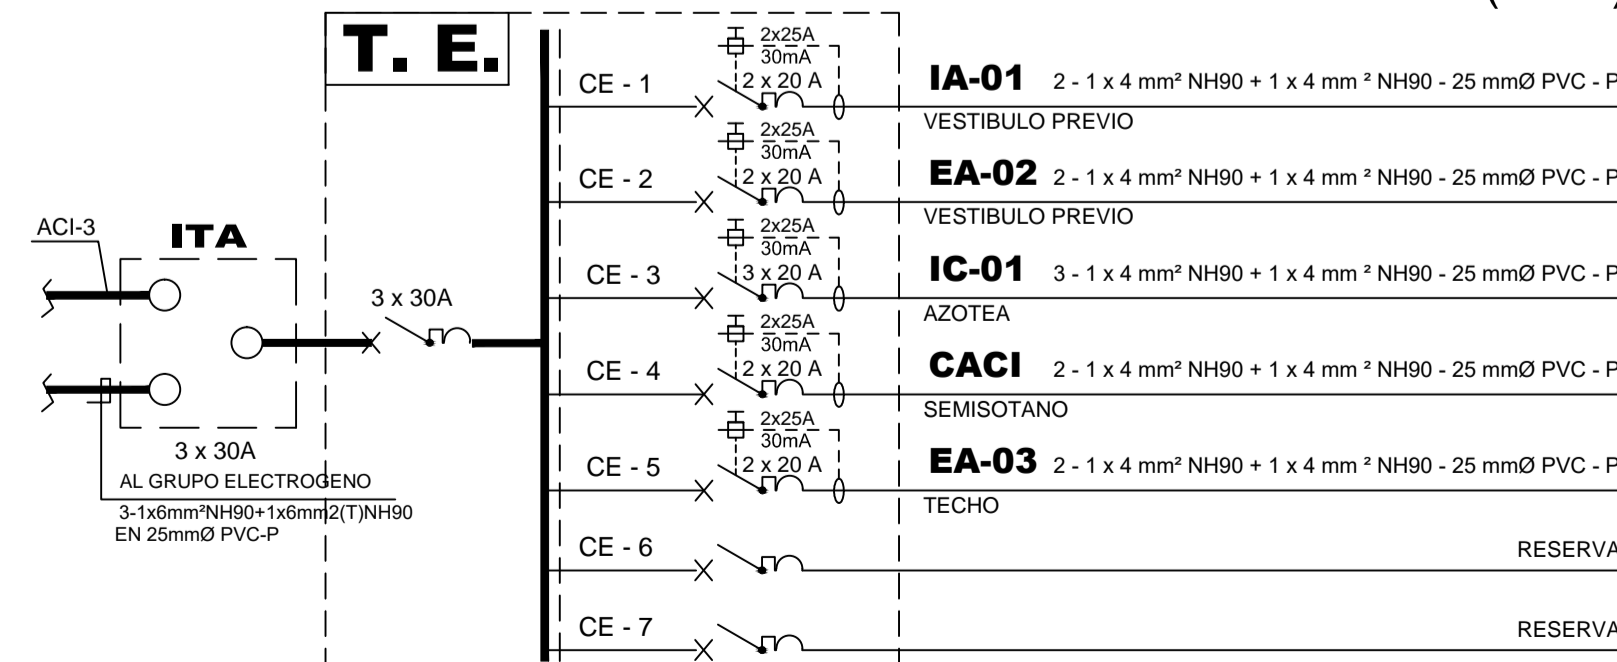 T. E.
ACI-3
ITA
3 x 30A
3 x 30A
AL GRUPO ELECTROGENO
3-1x6mm²NH90+1x6mm2(T)NH90
EN 25mmØ PVC-P
CE - 1
2x25A
30mA
2 x 20 A
IA-01 2 - 1 x 4 mm² NH90 + 1 x 4 mm ² NH90 - 25 mmØ PVC - P
VESTIBULO PREVIO
CE - 2
2x25A
30mA
2 x 20 A
EA-02 2 - 1 x 4 mm² NH90 + 1 x 4 mm ² NH90 - 25 mmØ PVC - P
VESTIBULO PREVIO
CE - 3
2x25A
30mA
3 x 20 A
IC-01 3 - 1 x 4 mm² NH90 + 1 x 4 mm ² NH90 - 25 mmØ PVC - P
AZOTEA
CE - 4
2x25A
30mA
2 x 20 A
CACI 2 - 1 x 4 mm² NH90 + 1 x 4 mm ² NH90 - 25 mmØ PVC - P
SEMISOTANO
CE - 5
2x25A
30mA
2 x 20 A
EA-03 2 - 1 x 4 mm² NH90 + 1 x 4 mm ² NH90 - 25 mmØ PVC - P
TECHO
CE - 6
RESERVA
CE - 7
RESERVA